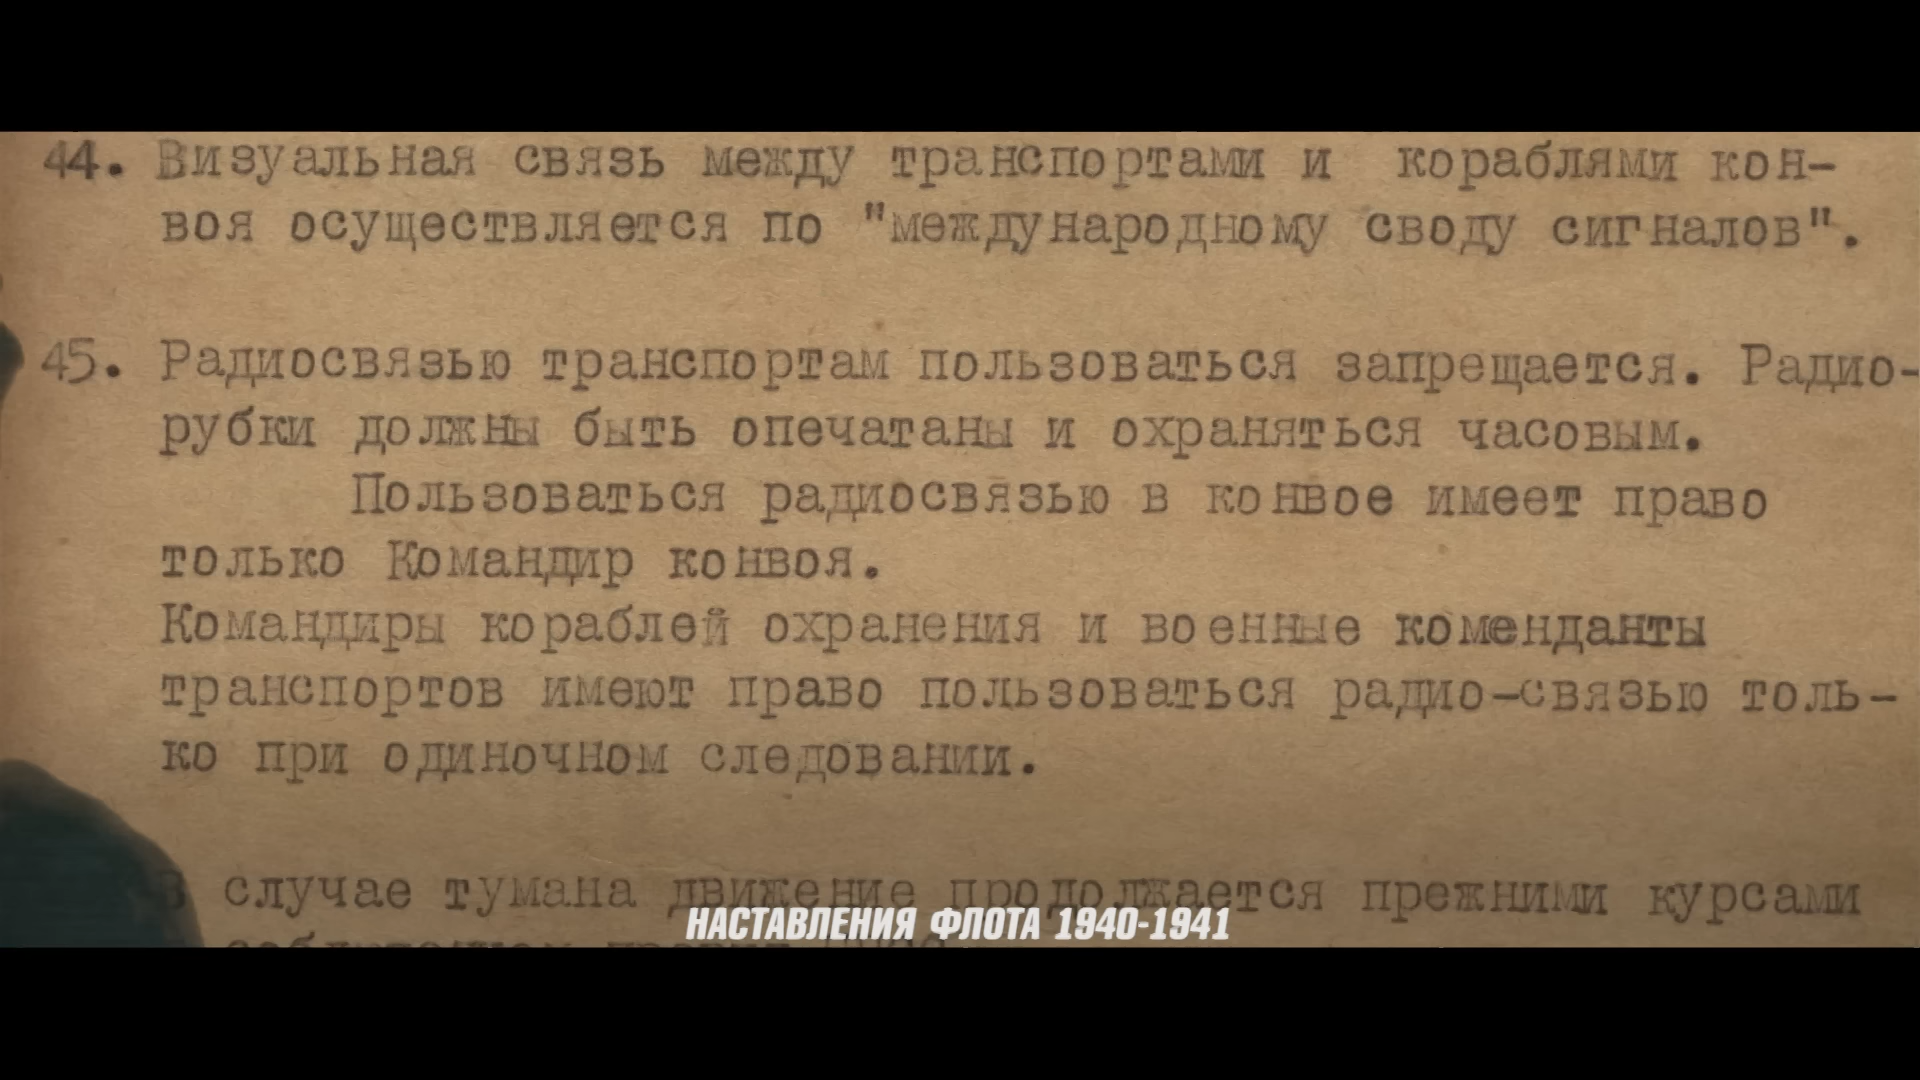 44. Визуальная связь между транспортами и кораблями кон-
воя осуществляется по "международному своду сигналов".
45. Радиосвязью транспортам пользоваться запрещается. Радио-
рубки должны быть опечатаны и охраняться часовым.
Пользоваться радиосвязью в конвое имеет право
только Командир конвоя.
Командиры кораблей охранения и военные коменданты
транспортов имеют право пользоваться радио-связью толь-
ко при одиночном следовании.
В случае тумана движение продолжается прежними курсами
НАСТАВЛЕНИЯ ФЛОТА 1940-1941